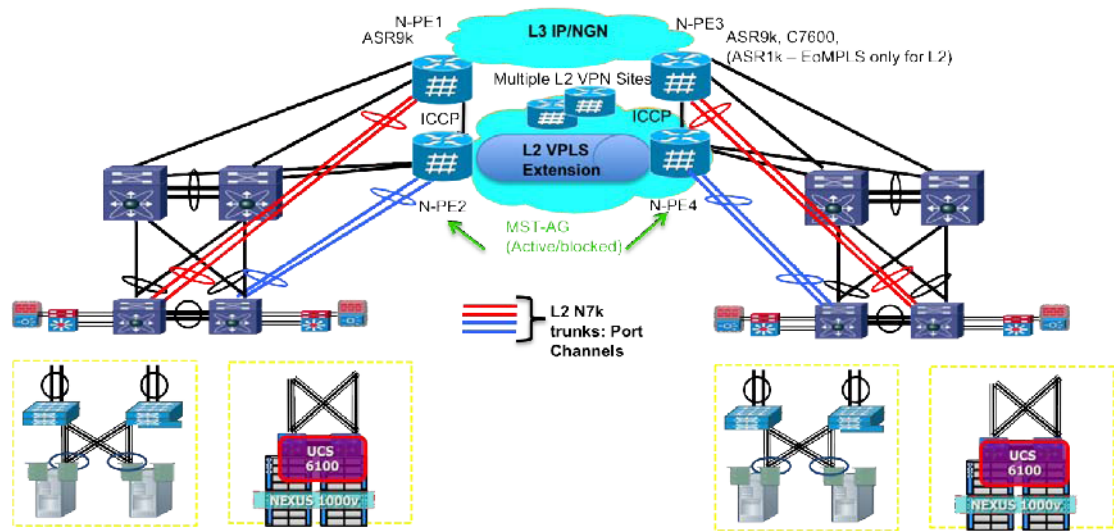 N-PE1
ASR9k
L3 IP/NGN
N-PE3
ASR9k, C7600,
(ASR1k – EoMPLS only for L2)
Multiple L2 VPN Sites
ICCP
ICCP
L2 VPLS
Extension
N-PE2
N-PE4
MST-AG
(Active/blocked)
L2 N7k
trunks: Port
Channels
UCS
6100
NEXUS 1000v
UCS
6100
NEXUS 1000v